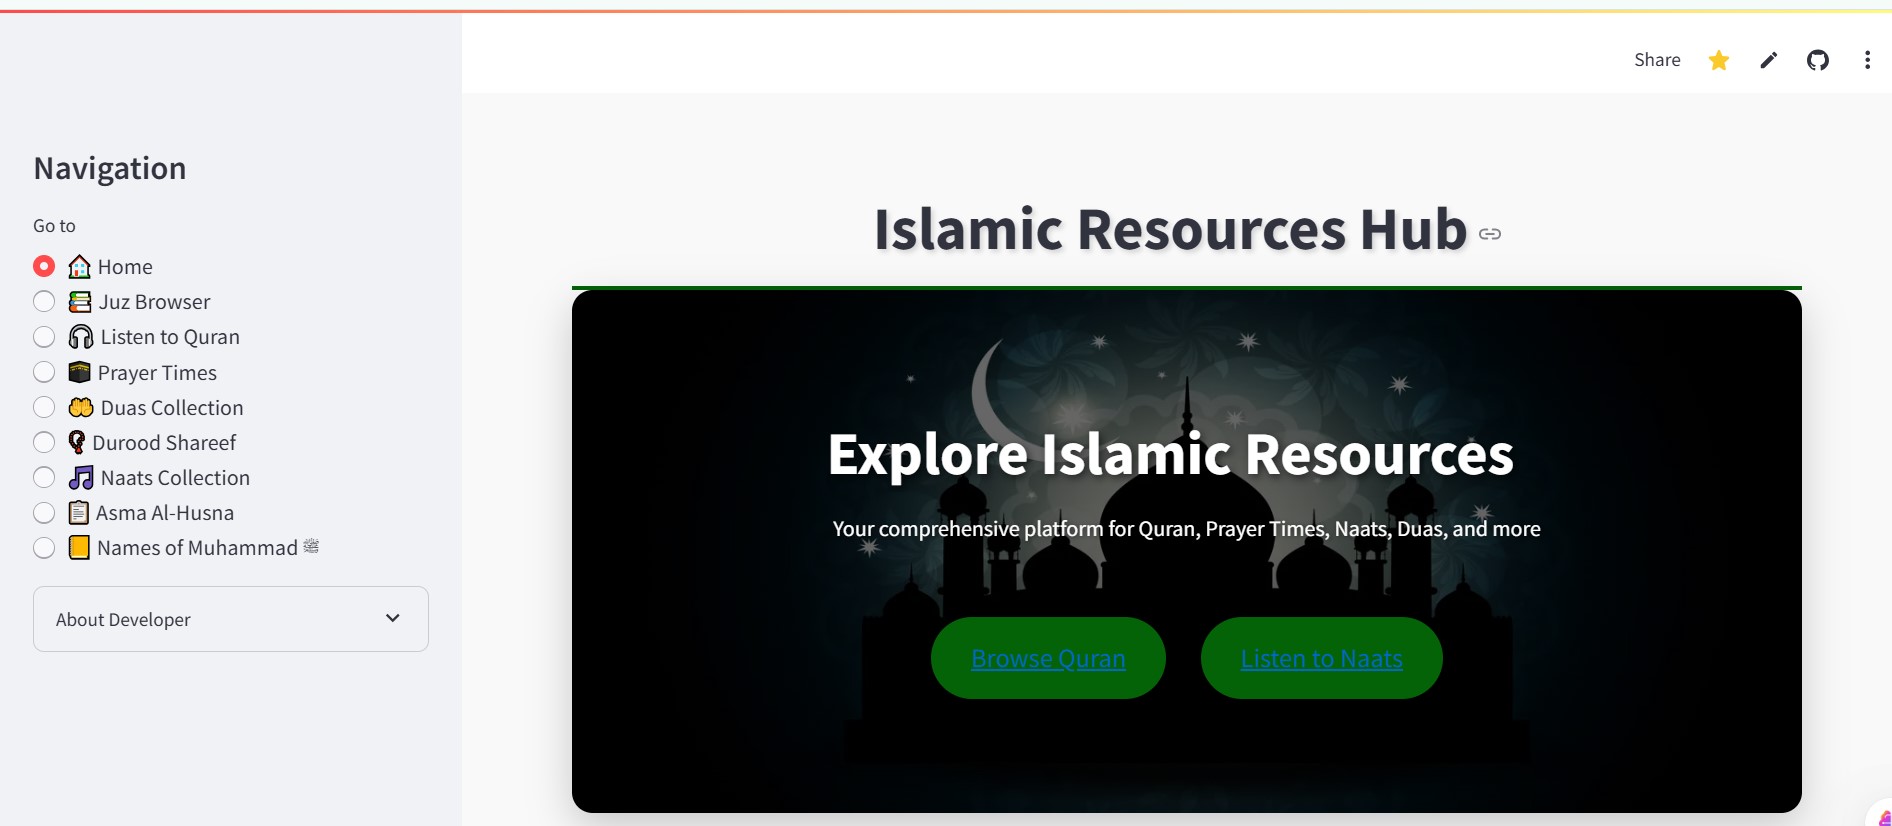 Share
Navigation
Go to
Home
Juz Browser
Listen to Quran
Prayer Times
Duas Collection
Durood Shareef
Naats Collection
Asma Al-Husna
Names of Muhammad ﷺ
About Developer
Islamic Resources Hub
Explore Islamic Resources
Your comprehensive platform for Quran, Prayer Times, Naats, Duas, and more
Browse Quran
Listen to Naats